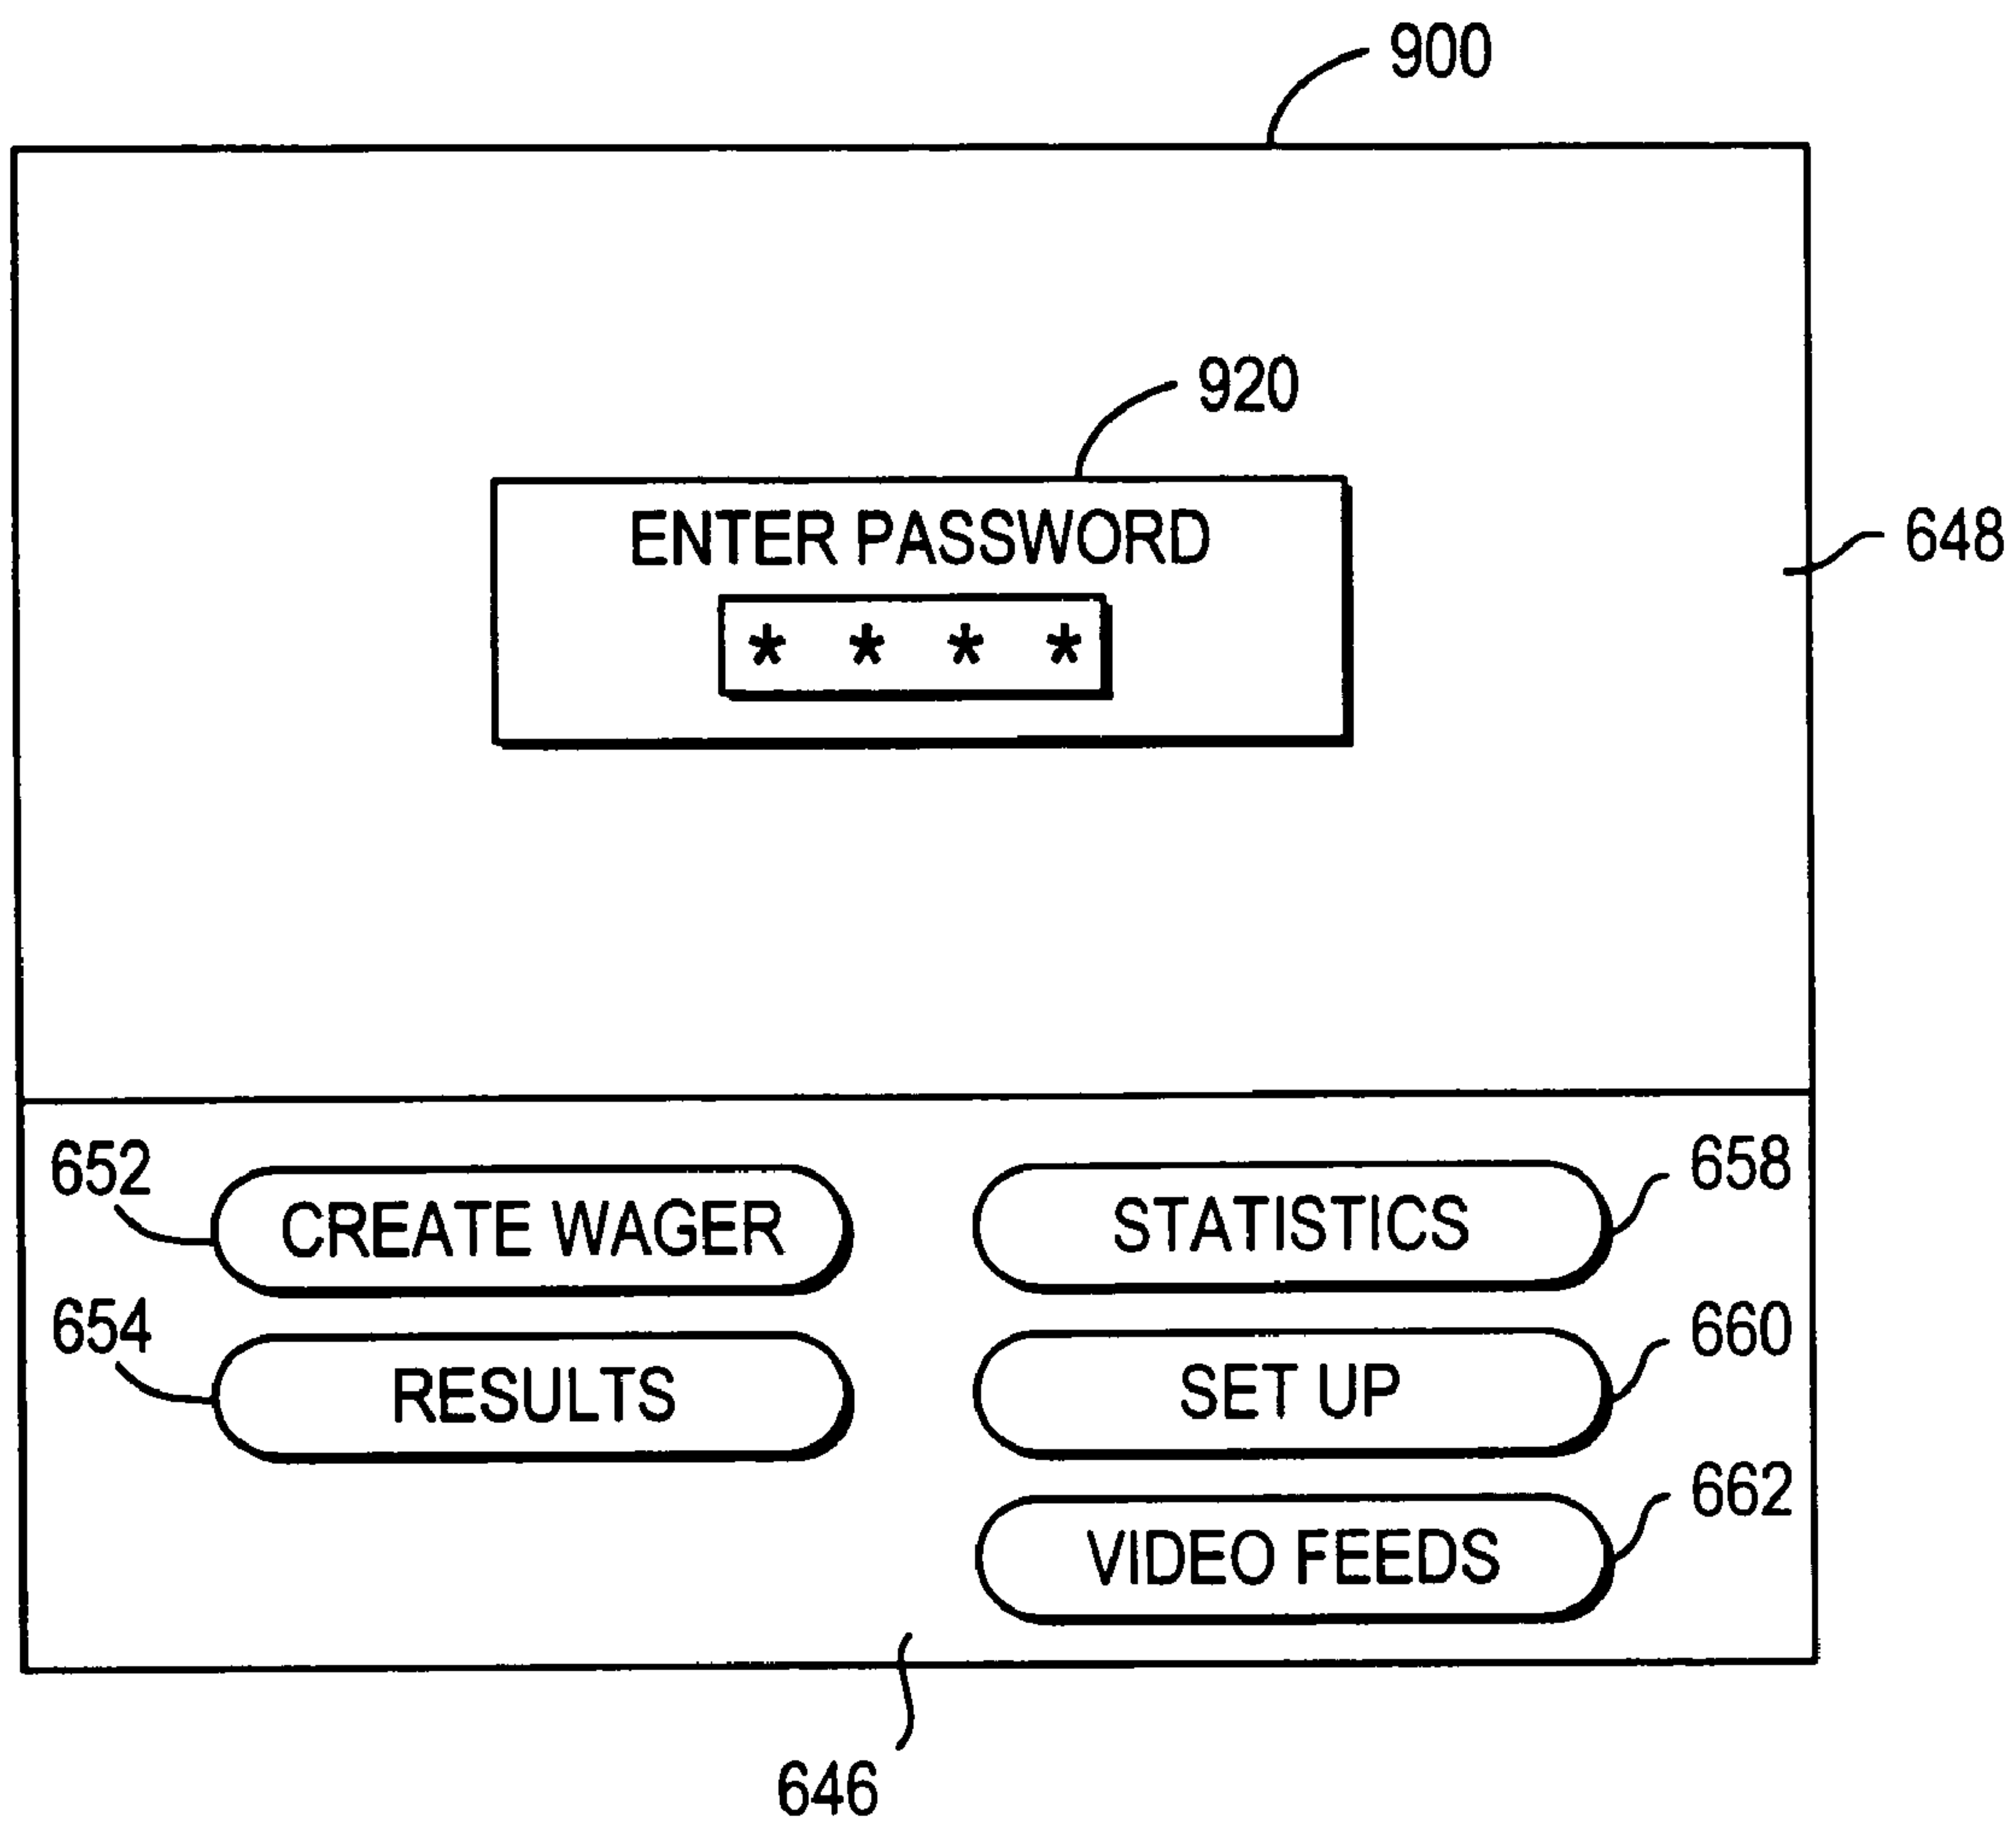 900
920
ENTER PASSWORD
* * * *
648
652
CREATE WAGER
STATISTICS
658
654
RESULTS
SET UP
660
VIDEO FEEDS
662
646